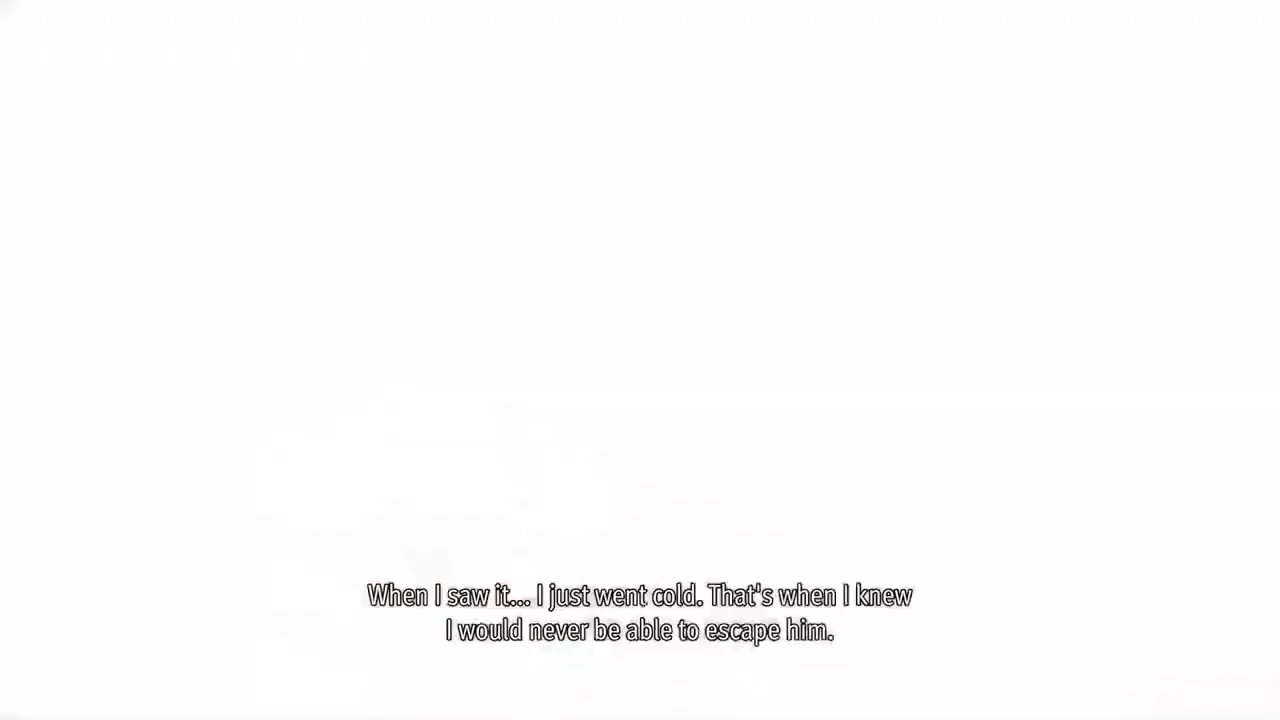 When I saw it... I just went cold. That's when I knew
I would never be able to escape him.